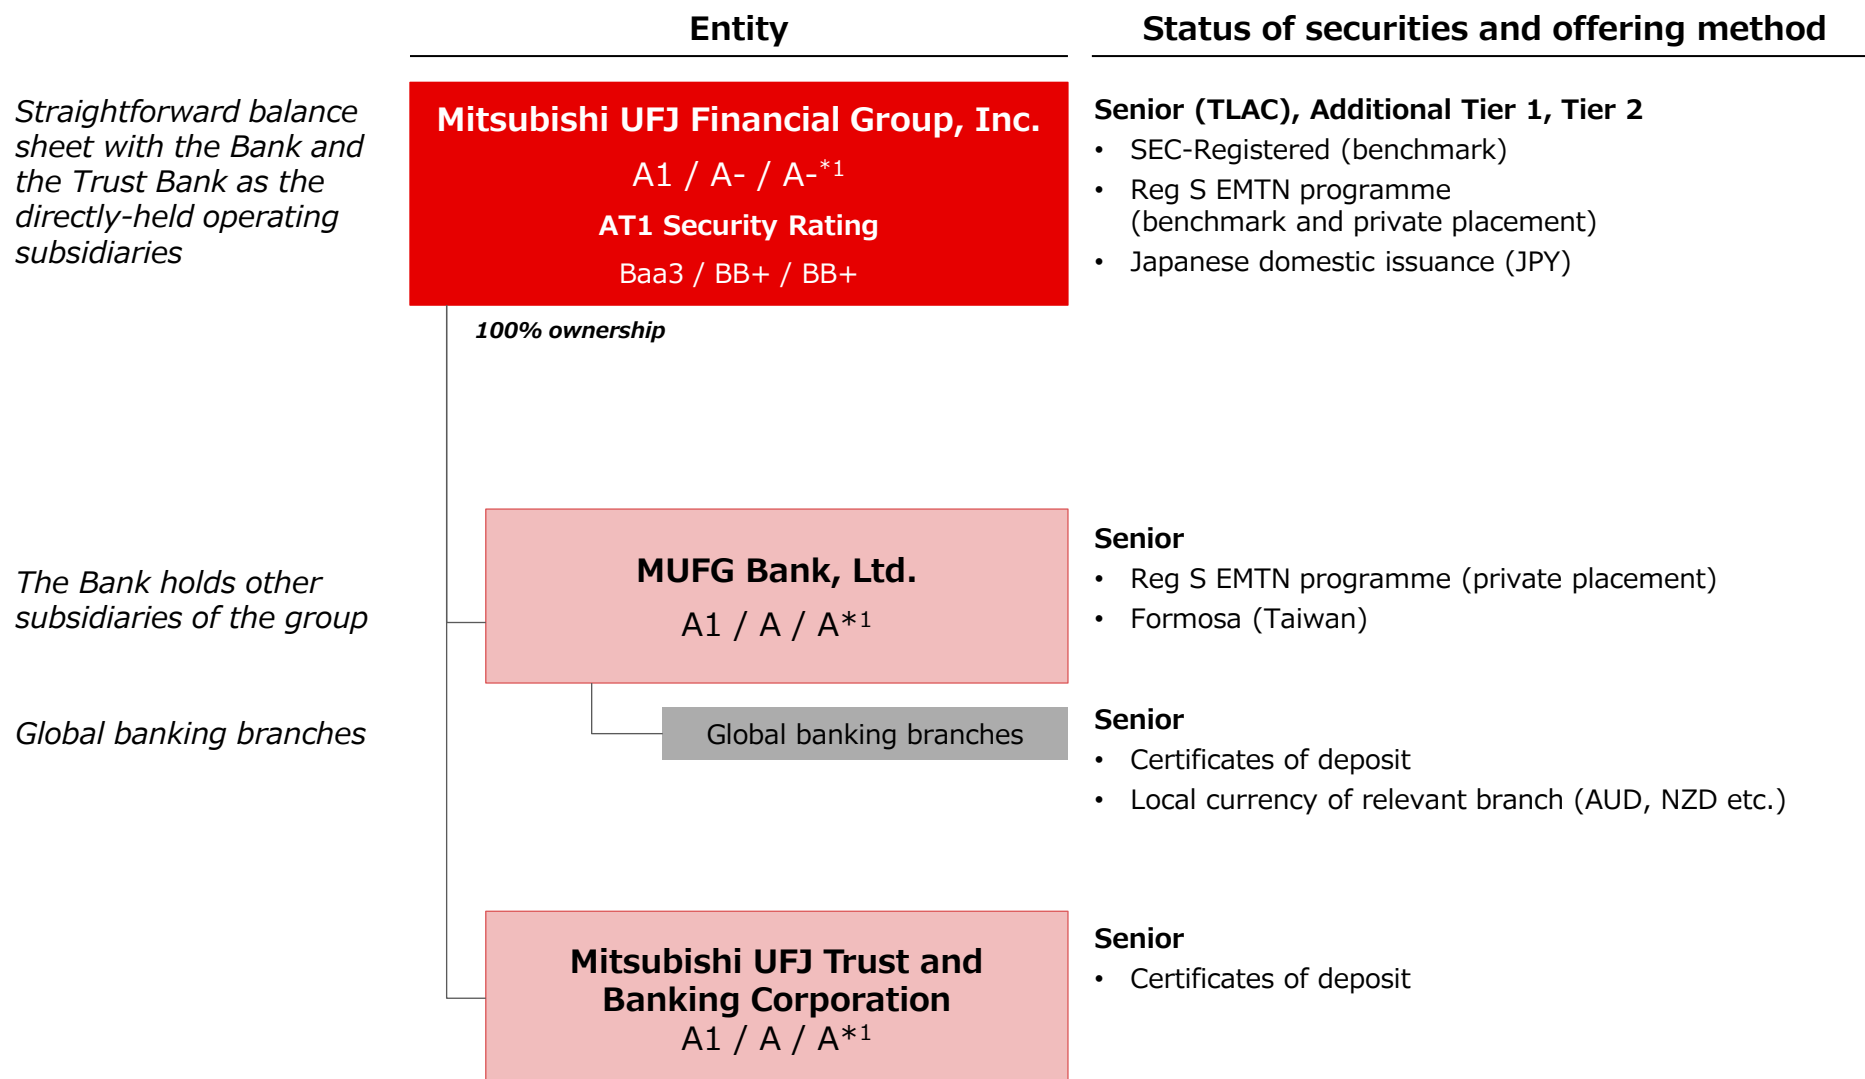 Entity
Status of securities and offering method
Straightforward balance
sheet with the Bank and
the Trust Bank as the
directly-held operating
subsidiaries
Mitsubishi UFJ Financial Group, Inc.
A1 / A- / A-*1
AT1 Security Rating
Baa3 / BB+ / BB+
Senior (TLAC), Additional Tier 1, Tier 2
• SEC-Registered (benchmark)
• Reg S EMTN programme
(benchmark and private placement)
• Japanese domestic issuance (JPY)
100% ownership
The Bank holds other
subsidiaries of the group
MUFG Bank, Ltd.
A1 / A / A*1
Senior
• Reg S EMTN programme (private placement)
• Formosa (Taiwan)
Global banking branches
Global banking branches
Senior
• Certificates of deposit
• Local currency of relevant branch (AUD, NZD etc.)
Mitsubishi UFJ Trust and
Banking Corporation
A1 / A / A*1
Senior
• Certificates of deposit